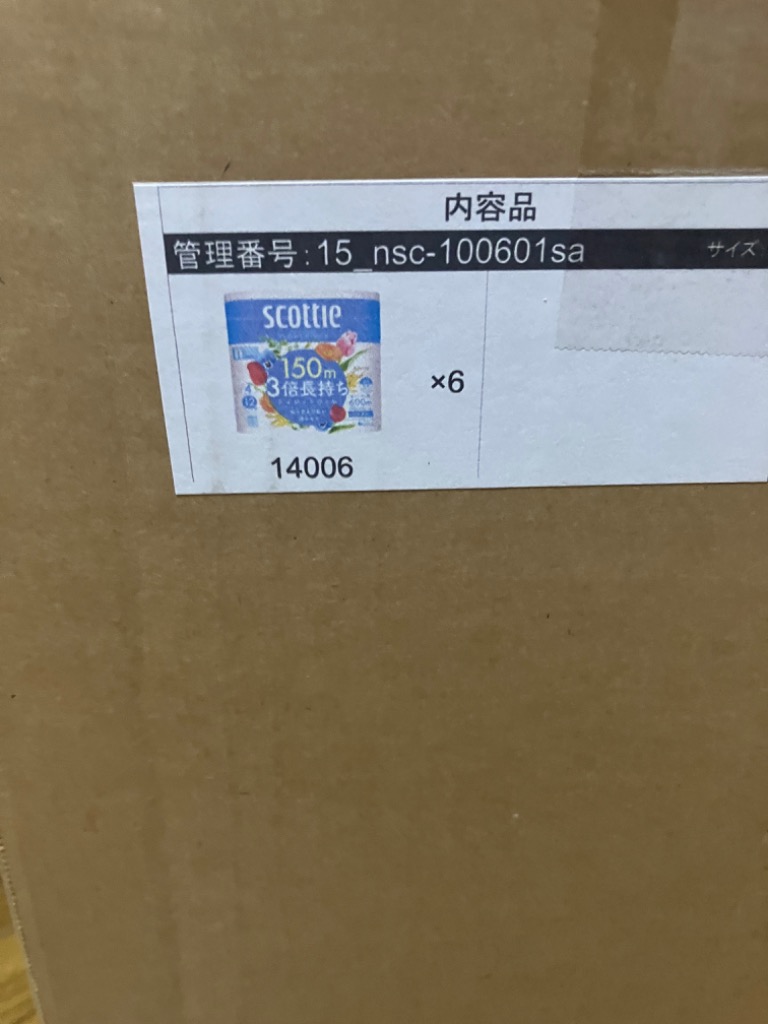 内容品
管理番号:15_nsc-100601sa
サイズ
scottie
150m
3倍長持ち
×6
14006